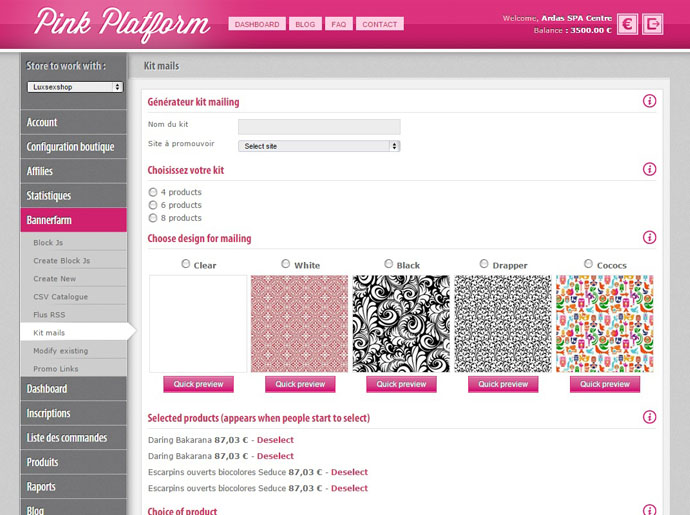 Pink Platform
DASHBOARD BLOG FAQ CONTACT
Welcome, Ardas SPA Centre
Balance : 3500.00 €
€
Store to work with :
Luxsexshop
Account
Configuration boutique
Affilies
Statistiques
Bannerfarm
Block Js
Create Block Js
Create New
CSV Catalogue
Flus RSS
Kit mails
Modify existing
Promo Links
Dashboard
Inscriptions
Liste des commandes
Produits
Raports
Blog
Kit mails
Générateur kit mailing
Nom du kit
Site à promouvoir Select site
Choisissez votre kit
4 products
6 products
8 products
Choose design for mailing
Clear White Black Drapper Cococs
Quick preview Quick preview Quick preview Quick preview Quick preview
Selected products (appears when people start to select)
Daring Bakarana 87,03 € - Deselect
Daring Bakarana 87,03 € - Deselect
Escarpins ouverts biocolores Seduce 87,03 € - Deselect
Escarpins ouverts biocolores Seduce 87,03 € - Deselect
Choice of product